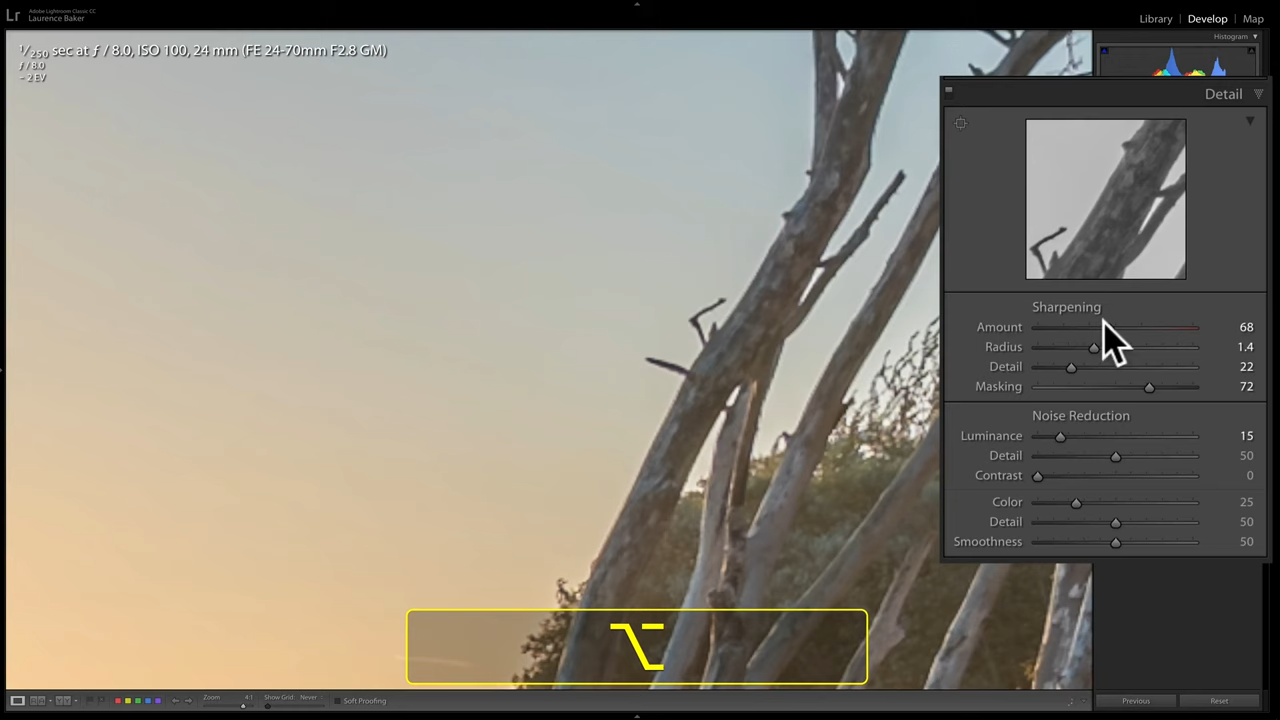 Lr
Adobe Lightroom Classic CC
Laurence Baker
Library | Develop | Map
1/250 sec at ƒ / 8.0, ISO 100, 24 mm (FE 24-70mm F2.8 GM)
ƒ / 8.0
– 2 EV
Histogram
Detail
Sharpening
Amount 68
Radius 1.4
Detail 22
Masking 72
Noise Reduction
Luminance 15
Detail 50
Contrast 0
Color 25
Detail 50
Smoothness 50
⌥
Zoom 4:1 Show Grid: Never Soft Proofing
Previous Reset